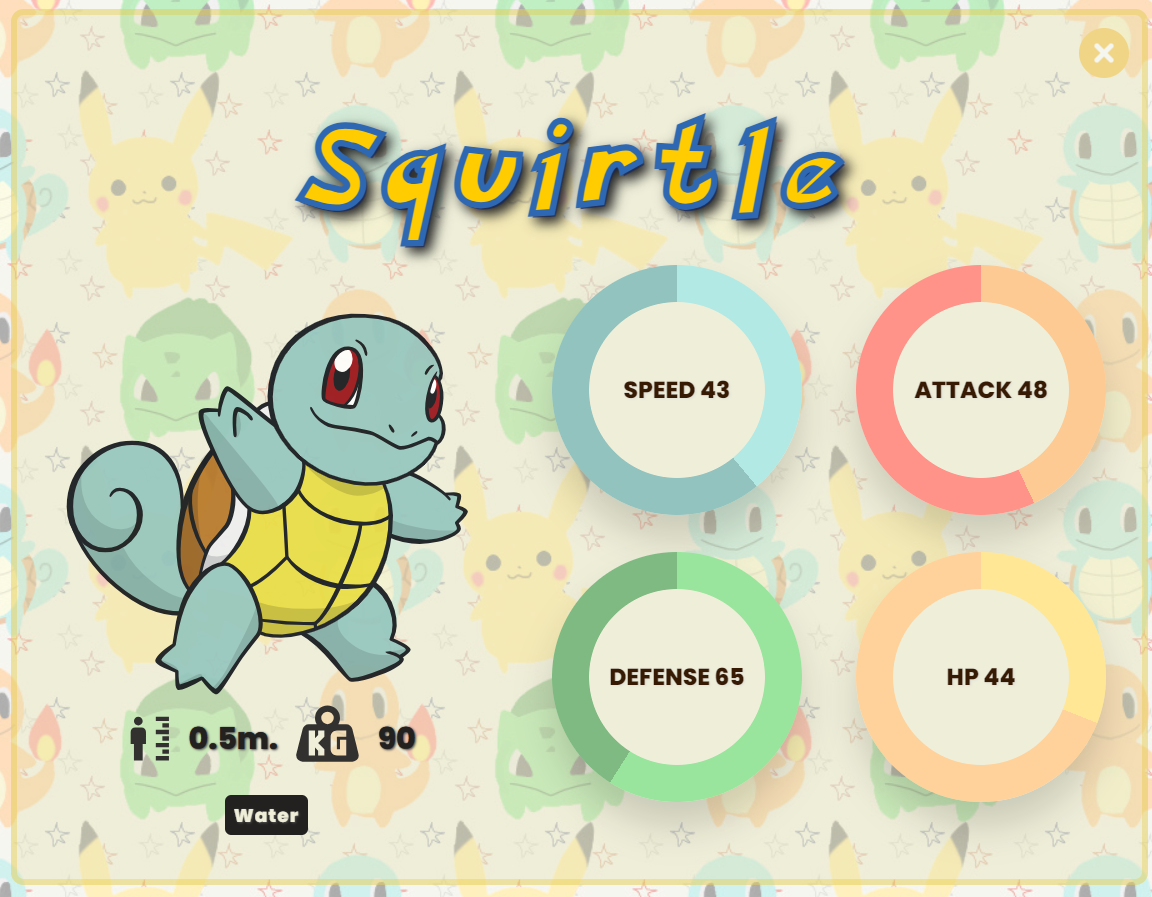 Squirtle
SPEED 43
ATTACK 48
DEFENSE 65
HP 44
0.5m.
KG
90
Water